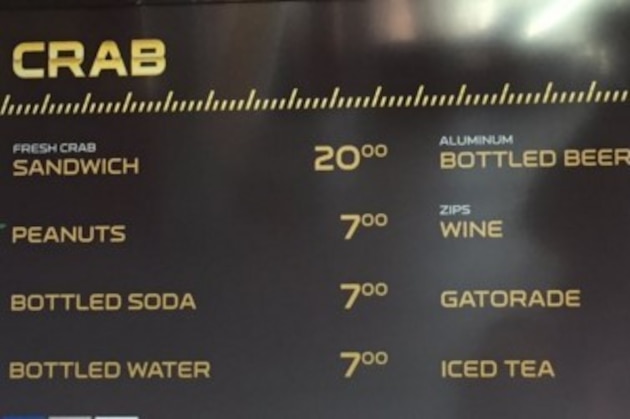 CRAB
FRESH CRAB
SANDWICH 20⁰⁰
PEANUTS 7⁰⁰
BOTTLED SODA 7⁰⁰
BOTTLED WATER 7⁰⁰
ALUMINUM
BOTTLED BEER
ZIPS
WINE
GATORADE
ICED TEA